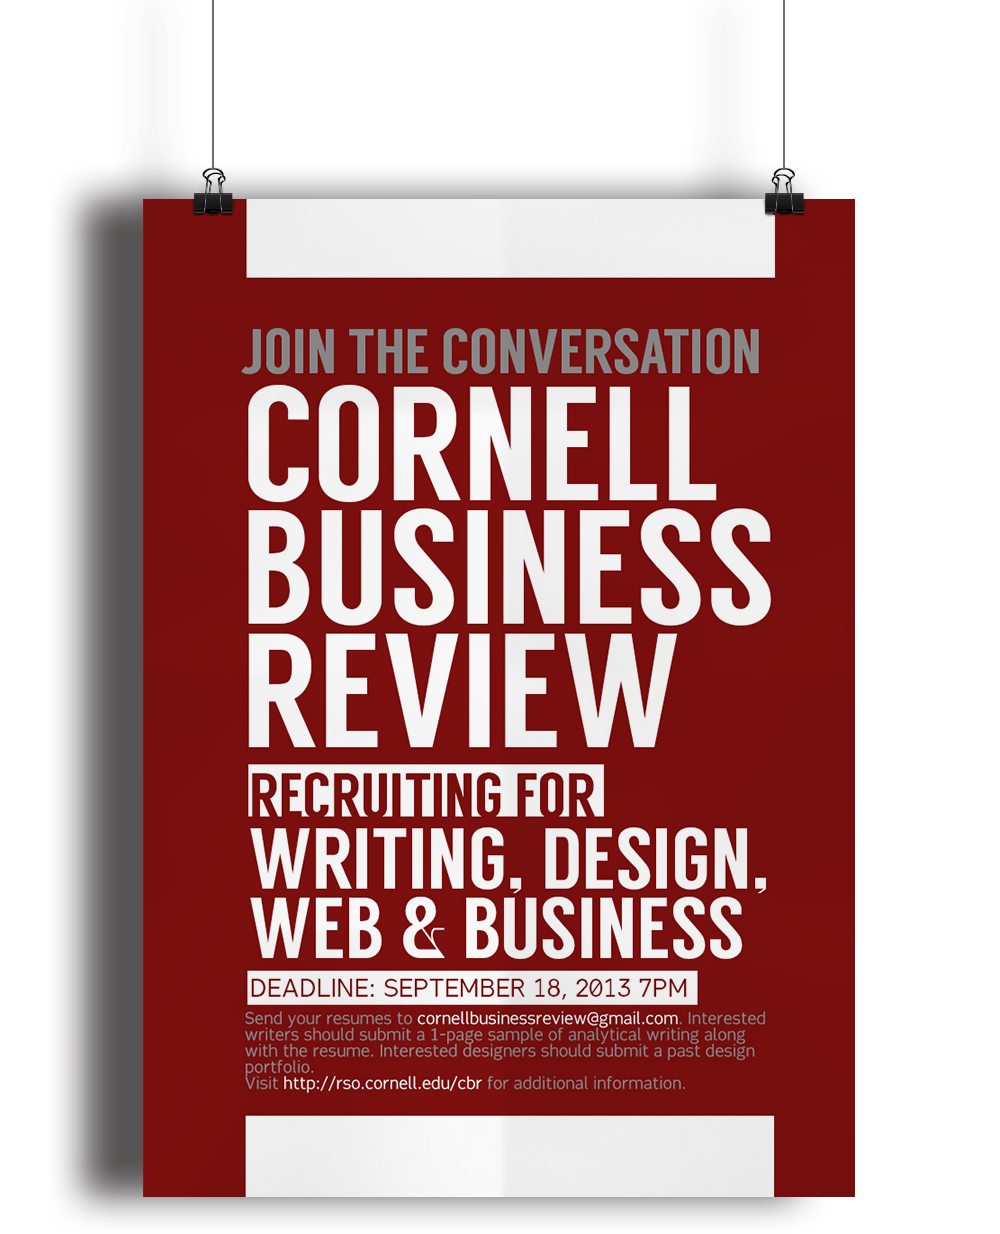 JOIN THE CONVERSATION
CORNELL
BUSINESS
REVIEW
RECRUITING FOR
WRITING, DESIGN,
WEB & BUSINESS
DEADLINE: SEPTEMBER 18, 2013 7PM
Send your resumes to cornellbusinessreview@gmail.com. Interested
writers should submit a 1-page sample of analytical writing along
with the resume. Interested designers should submit a past design
portfolio.
Visit http://rso.cornell.edu/cbr for additional information.